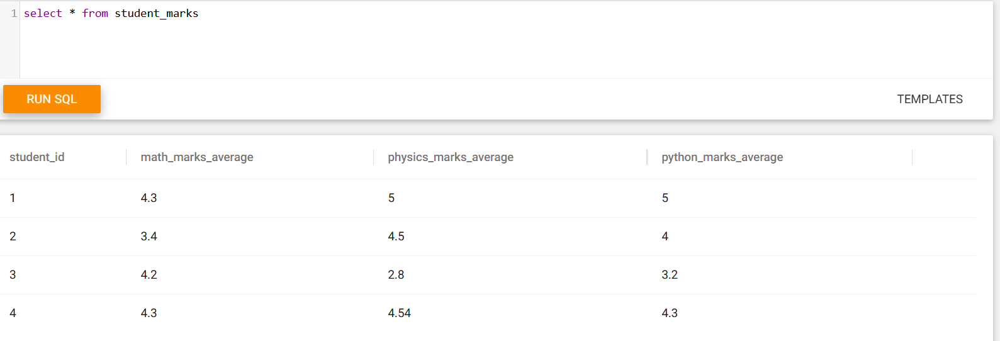 1 select * from student_marks
RUN SQL TEMPLATES
student_id math_marks_average physics_marks_average python_marks_average
1 4.3 5 5
2 3.4 4.5 4
3 4.2 2.8 3.2
4 4.3 4.54 4.3